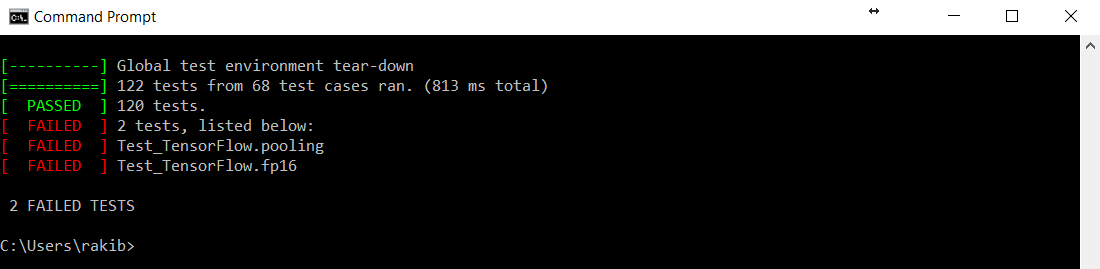 Command Prompt
[----------] Global test environment tear-down
[==========] 122 tests from 68 test cases ran. (813 ms total)
[  PASSED  ] 120 tests.
[  FAILED  ] 2 tests, listed below:
[  FAILED  ] Test_TensorFlow.pooling
[  FAILED  ] Test_TensorFlow.fp16
2 FAILED TESTS
C:\Users\rakib>